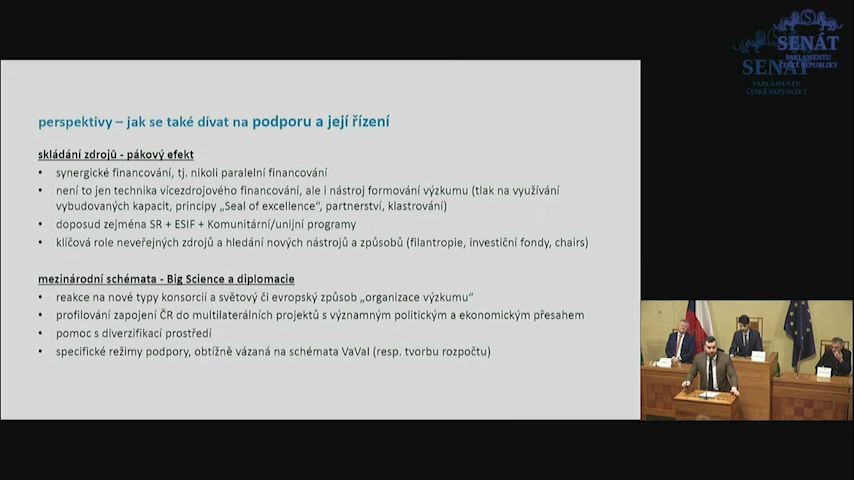 SENÁT
PARLAMENTU
ČESKÉ REPUBLIKY
SENÁT
PARLAMENTU
ČESKÉ REPUBLIKY
perspektivy – jak se také dívat na podporu a její řízení
skládání zdrojů - pákový efekt
• synergické financování, tj. nikoli paralelní financování
• není to jen technika vícezdrojového financování, ale i nástroj formování výzkumu (tlak na využívání
vybudovaných kapacit, principy „Seal of excellence“, partnerství, klastrování)
• doposud zejména SR + ESIF + Komunitární/unijní programy
• klíčová role neveřejných zdrojů a hledání nových nástrojů a způsobů (filantropie, investiční fondy, chairs)
mezinárodní schémata - Big Science a diplomacie
• reakce na nové typy konsorcií a světový či evropský způsob „organizace výzkumu“
• profilování zapojení ČR do multilaterálních projektů s významným politickým a ekonomickým přesahem
• pomoc s diverzifikací prostředí
• specifické režimy podpory, obtížně vázaná na schémata VaVaI (resp. tvorbu rozpočtu)